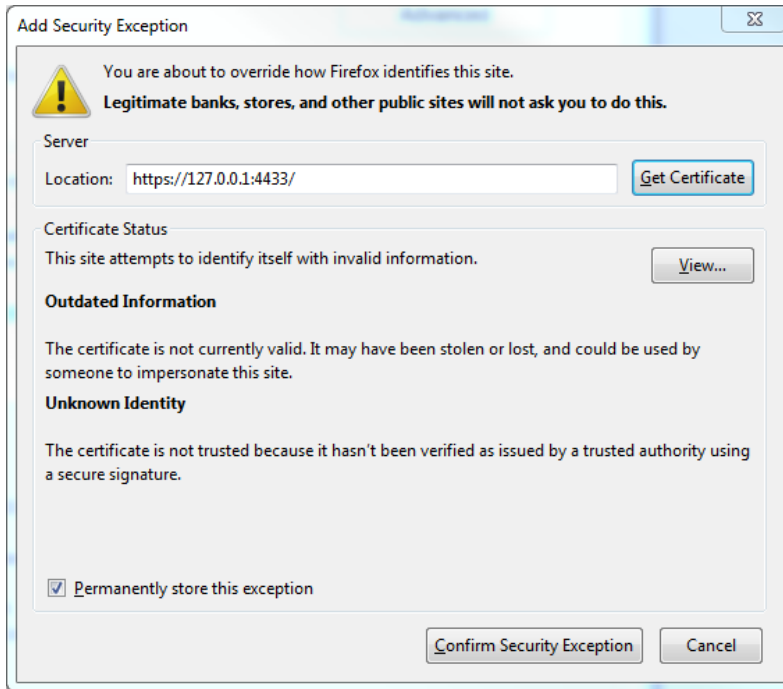 Advanced
Add Security Exception
You are about to override how Firefox identifies this site.
Legitimate banks, stores, and other public sites will not ask you to do this.
Server
Location: https://127.0.0.1:4433/ Get Certificate
Certificate Status
This site attempts to identify itself with invalid information. View...
Outdated Information
The certificate is not currently valid. It may have been stolen or lost, and could be used by
someone to impersonate this site.
Unknown Identity
The certificate is not trusted because it hasn't been verified as issued by a trusted authority using
a secure signature.
Permanently store this exception
Confirm Security Exception Cancel